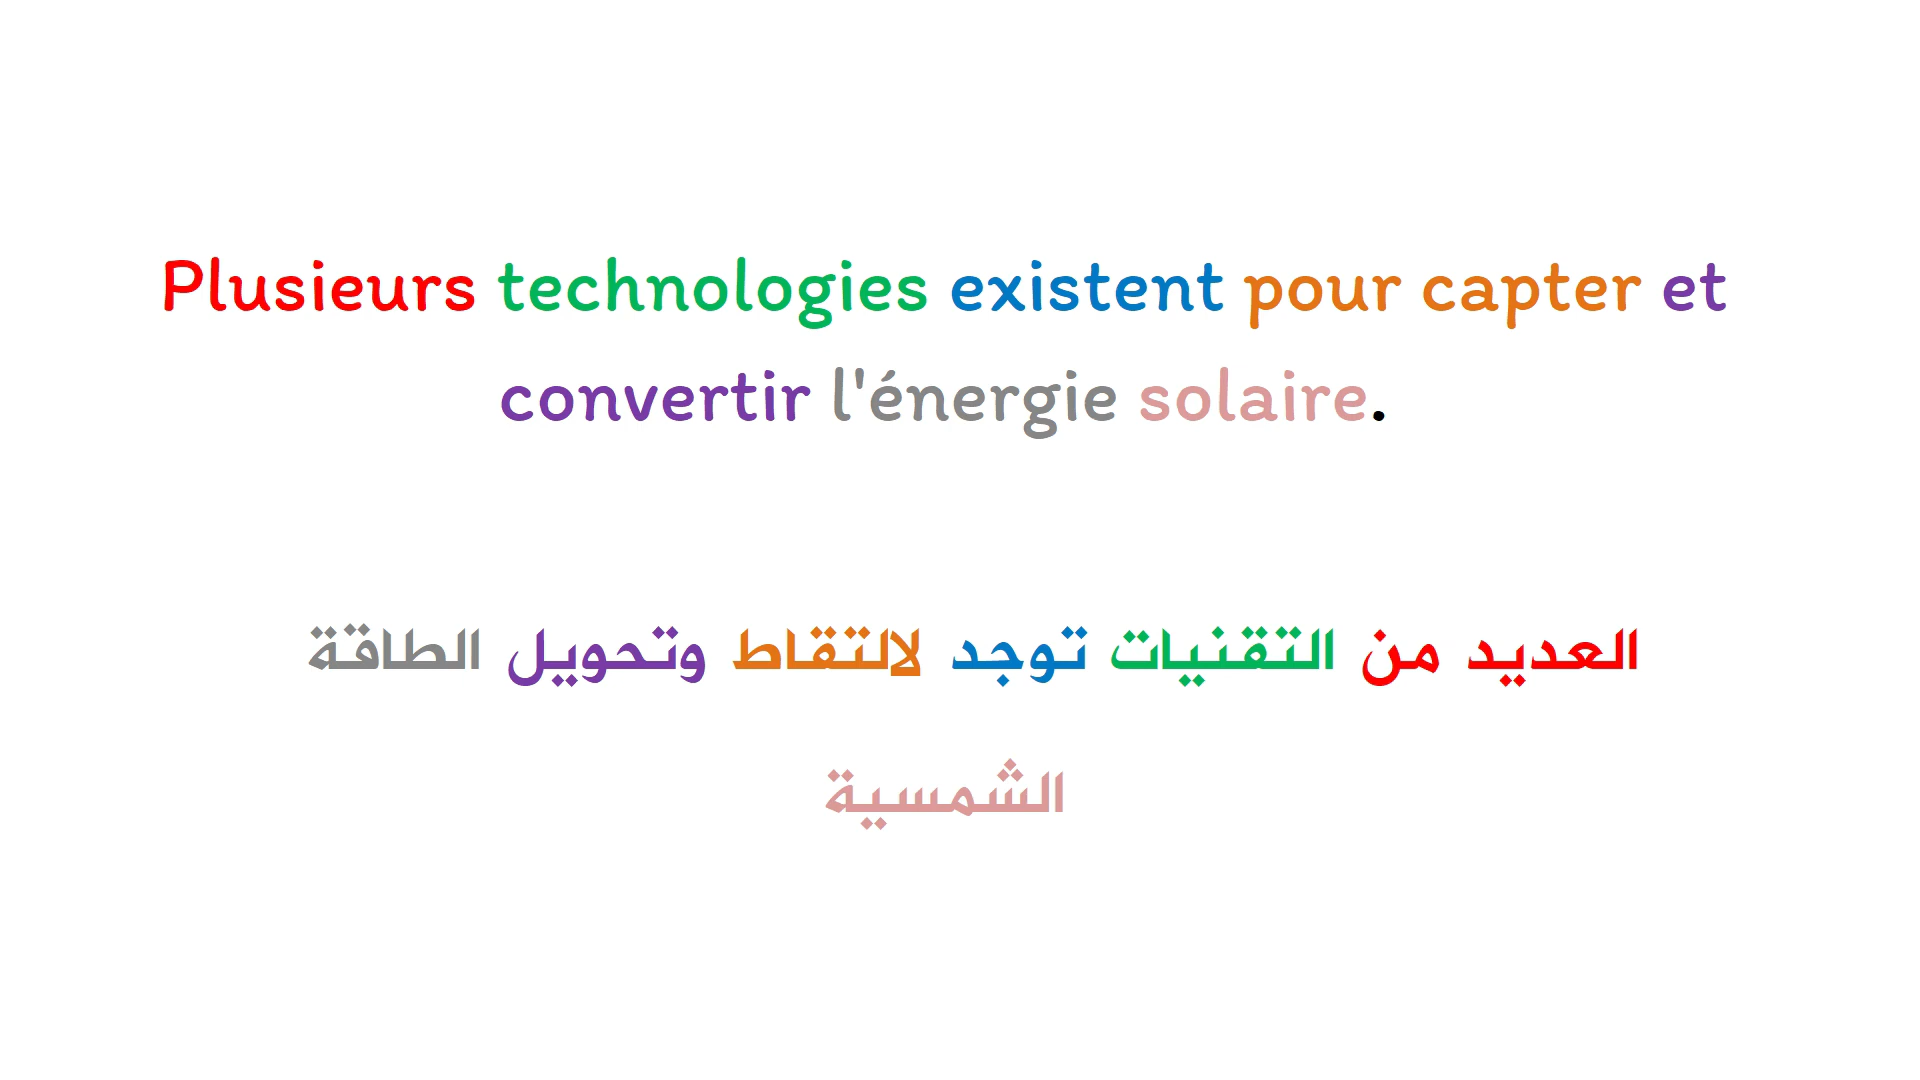 Plusieurs technologies existent pour capter et
convertir l'énergie solaire.
العديد من التقنيات توجد لالتقاط وتحويل الطاقة
الشمسية